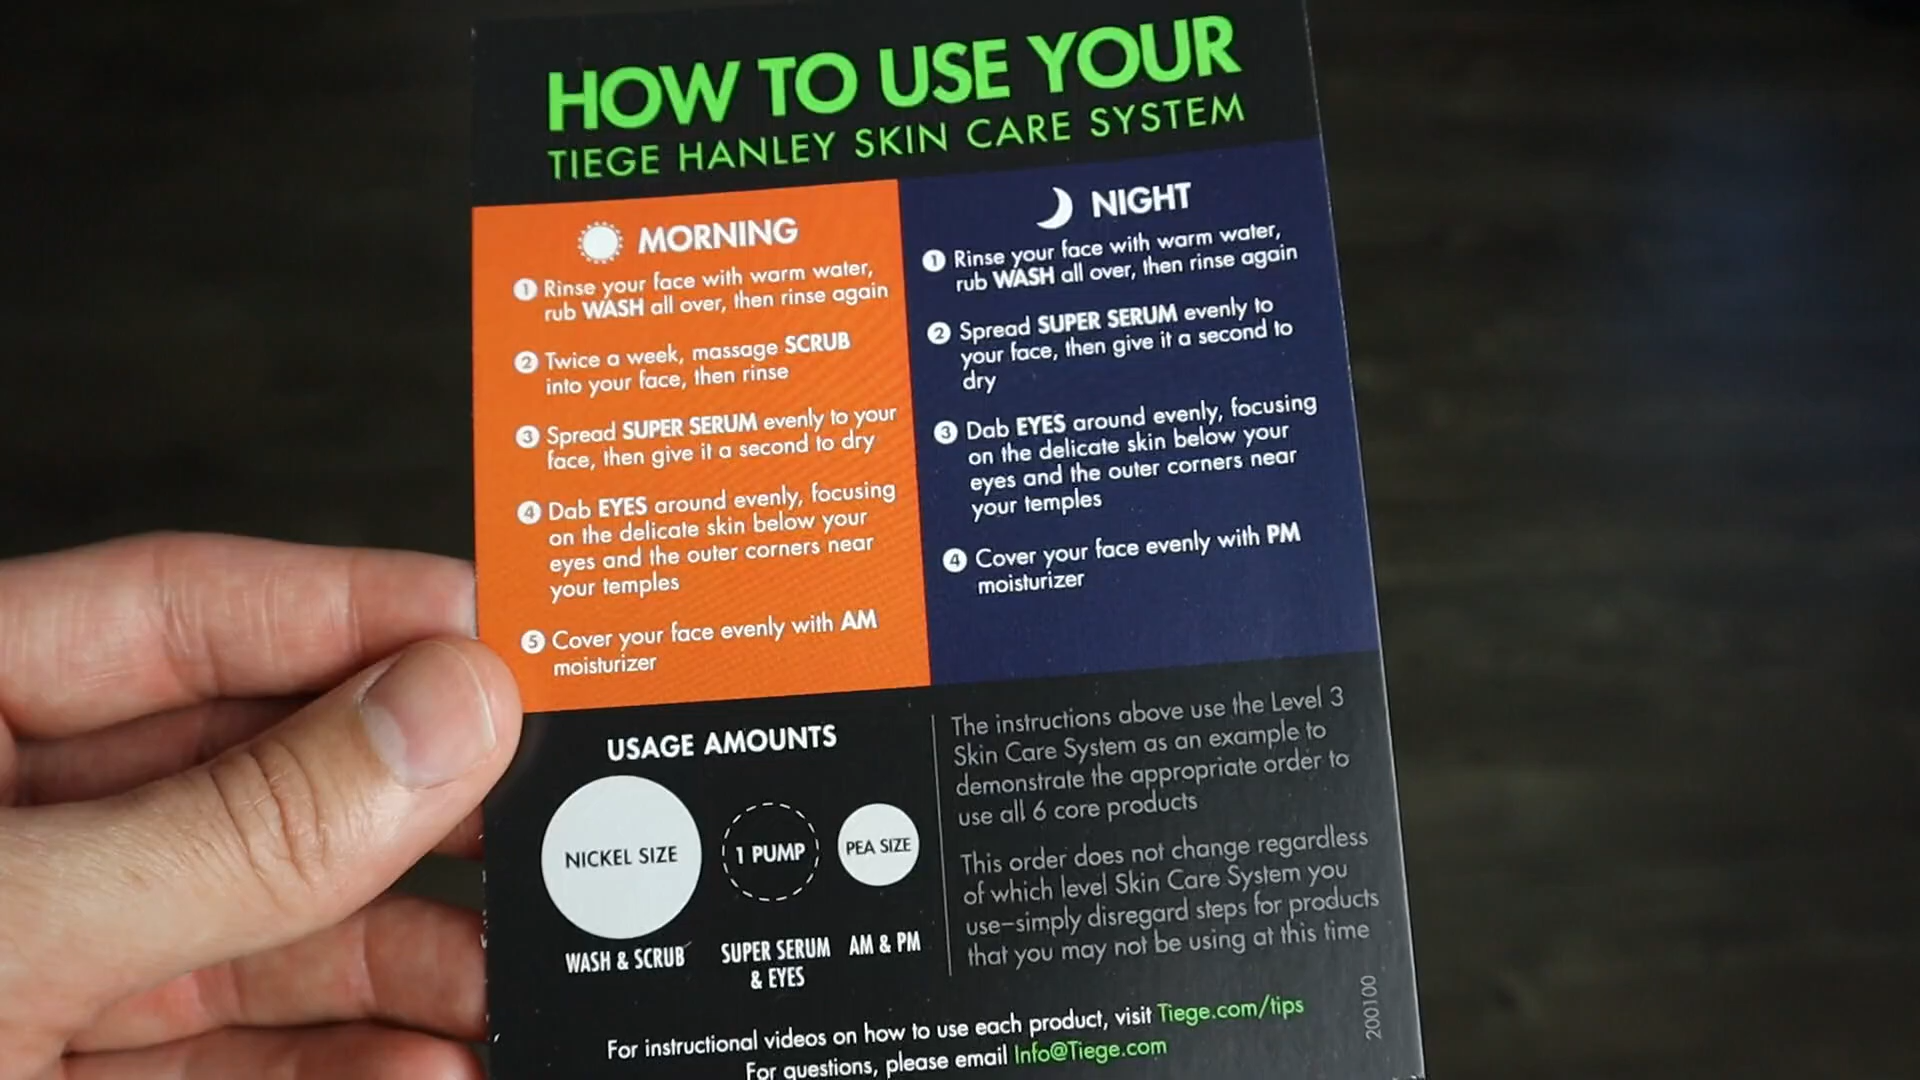 HOW TO USE YOUR
TIEGE HANLEY SKIN CARE SYSTEM
MORNING
1 Rinse your face with warm water,
rub WASH all over, then rinse again
2 Twice a week, massage SCRUB
into your face, then rinse
3 Spread SUPER SERUM evenly to your
face, then give it a second to dry
4 Dab EYES around evenly, focusing
on the delicate skin below your
eyes and the outer corners near
your temples
5 Cover your face evenly with AM
moisturizer
NIGHT
1 Rinse your face with warm water,
rub WASH all over, then rinse again
2 Spread SUPER SERUM evenly to
your face, then give it a second to
dry
3 Dab EYES around evenly, focusing
on the delicate skin below your
eyes and the outer corners near
your temples
4 Cover your face evenly with PM
moisturizer
USAGE AMOUNTS
NICKEL SIZE
WASH & SCRUB
1 PUMP
SUPER SERUM
& EYES
PEA SIZE
AM & PM
The instructions above use the Level 3
Skin Care System as an example to
demonstrate the appropriate order to
use all 6 core products
This order does not change regardless
of which level Skin Care System you
use–simply disregard steps for products
that you may not be using at this time
200100
For instructional videos on how to use each product, visit Tiege.com/tips
For questions, please email Info@Tiege.com